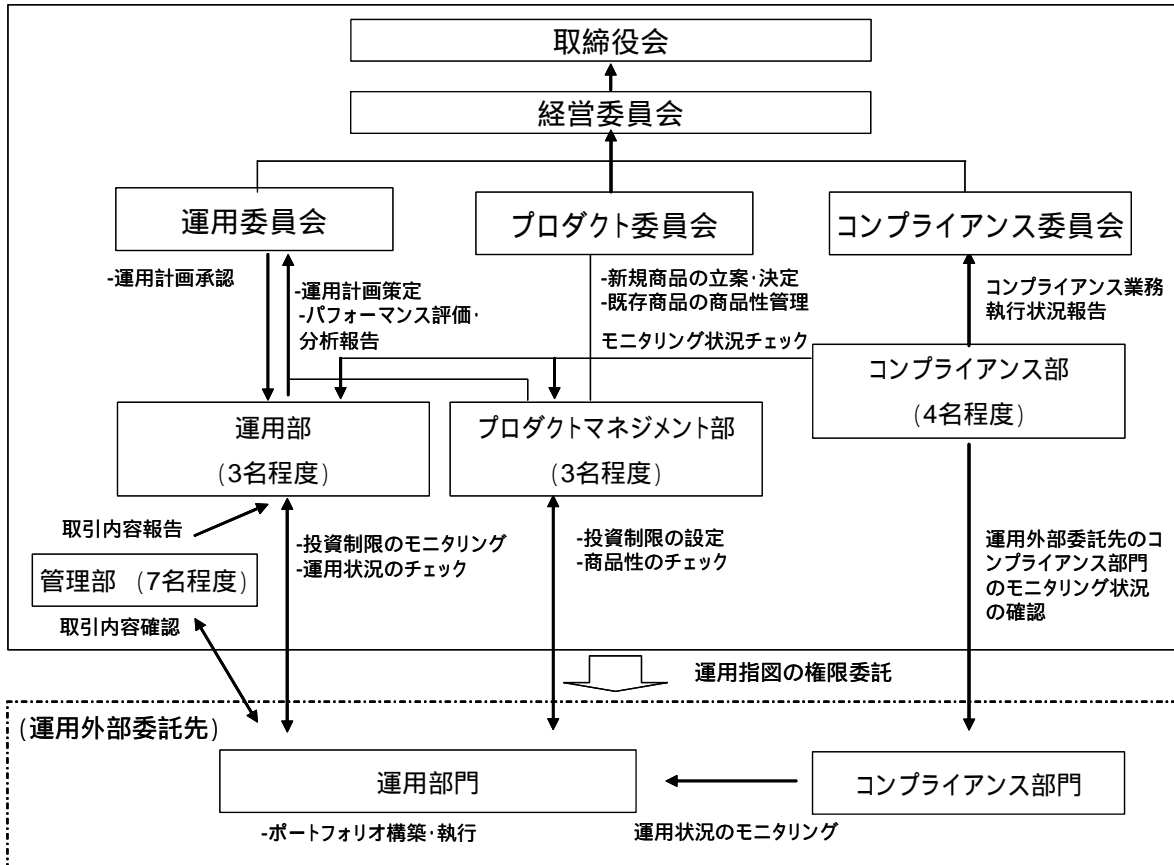 取締役会
経営委員会
運用委員会
プロダクト委員会
コンプライアンス委員会
-運用計画承認
-運用計画策定
-パフォーマンス評価・
分析報告
-新規商品の立案・決定
-既存商品の商品性管理
コンプライアンス業務
執行状況報告
モニタリング状況チェック
運用部
(3名程度)
プロダクトマネジメント部
(3名程度)
コンプライアンス部
(4名程度)
取引内容報告
管理部 (7名程度)
取引内容確認
-投資制限のモニタリング
-運用状況のチェック
-投資制限の設定
-商品性のチェック
運用外部委託先のコ
ンプライアンス部門
のモニタリング状況
の確認
運用指図の権限委託
(運用外部委託先)
運用部門
コンプライアンス部門
-ポートフォリオ構築・執行
運用状況のモニタリング